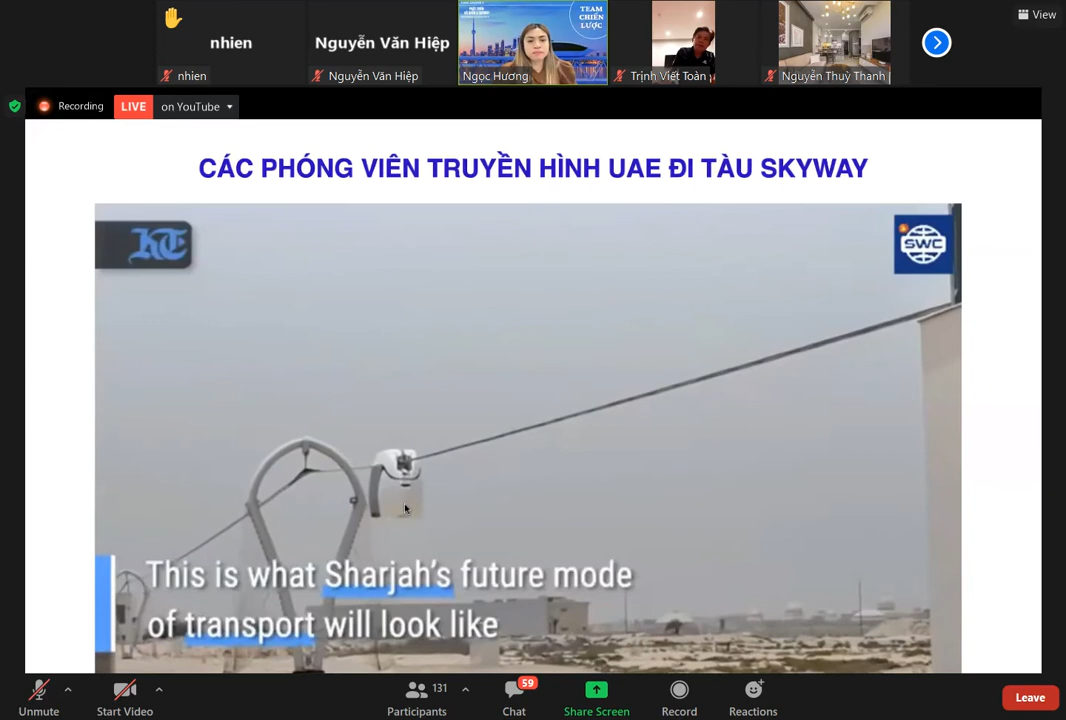 nhien
nhien
Nguyễn Văn Hiệp
Nguyễn Văn Hiệp
TEAM
CHIẾN
LƯỢC
Ngọc Hương
Trịnh Viết Toàn
Nguyễn Thuỳ Thanh
View
Recording
LIVE
on YouTube
CÁC PHÓNG VIÊN TRUYỀN HÌNH UAE ĐI TÀU SKYWAY
KT
SWC
This is what Sharjah's future mode
of transport will look like
Unmute
Start Video
131
Participants
59
Chat
Share Screen
Record
Reactions
Leave